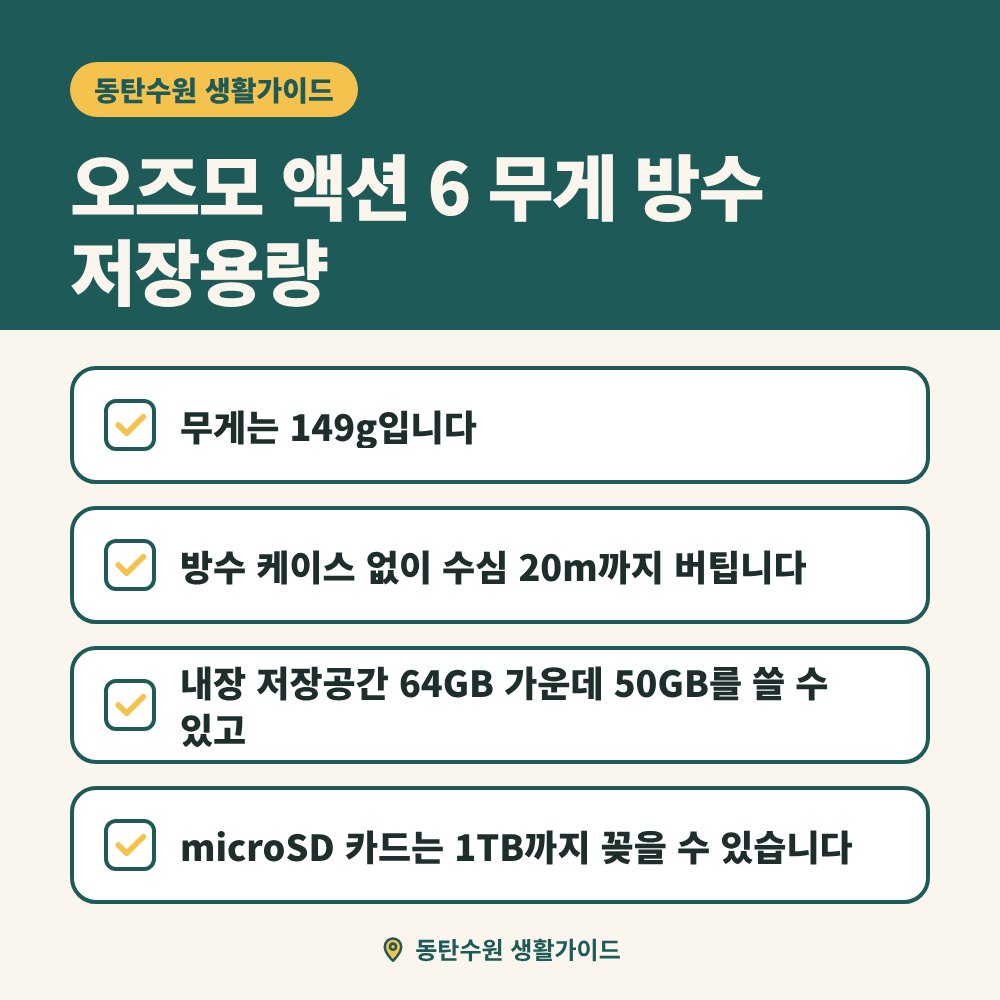 동탄수원 생활가이드
오즈모 액션 6 무게 방수
저장용량
무게는 149g입니다
방수 케이스 없이 수심 20m까지 버팁니다
내장 저장공간 64GB 가운데 50GB를 쓸 수
있고
microSD 카드는 1TB까지 꽂을 수 있습니다
동탄수원 생활가이드